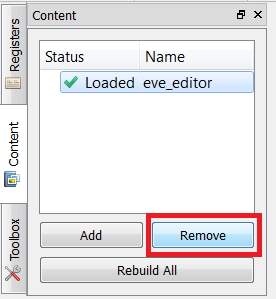 Content
Registers
Content
Toolbox
Status Name
Loaded eve_editor
Add Remove
Rebuild All